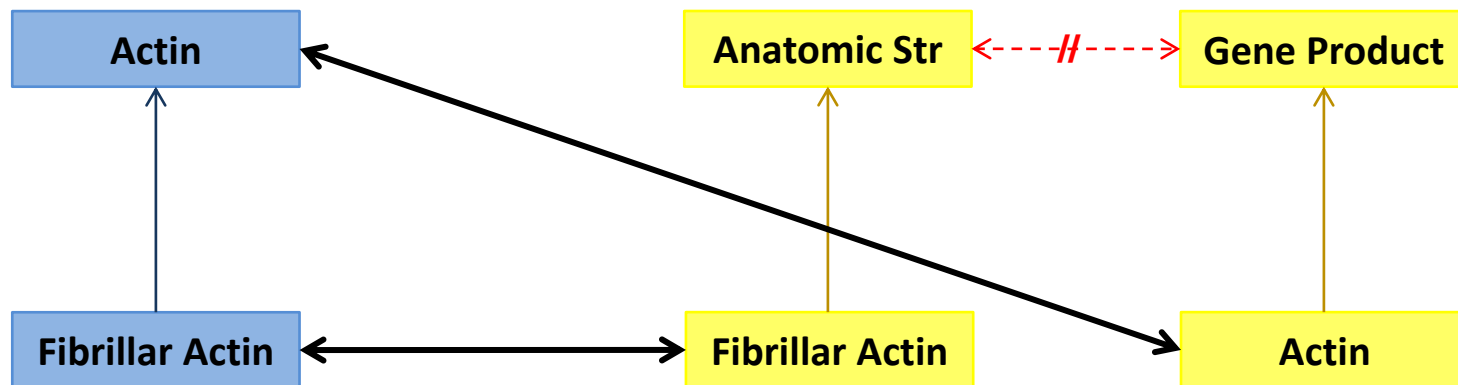 Actin
Anatomic Str
Gene Product
Fibrillar Actin
Fibrillar Actin
Actin